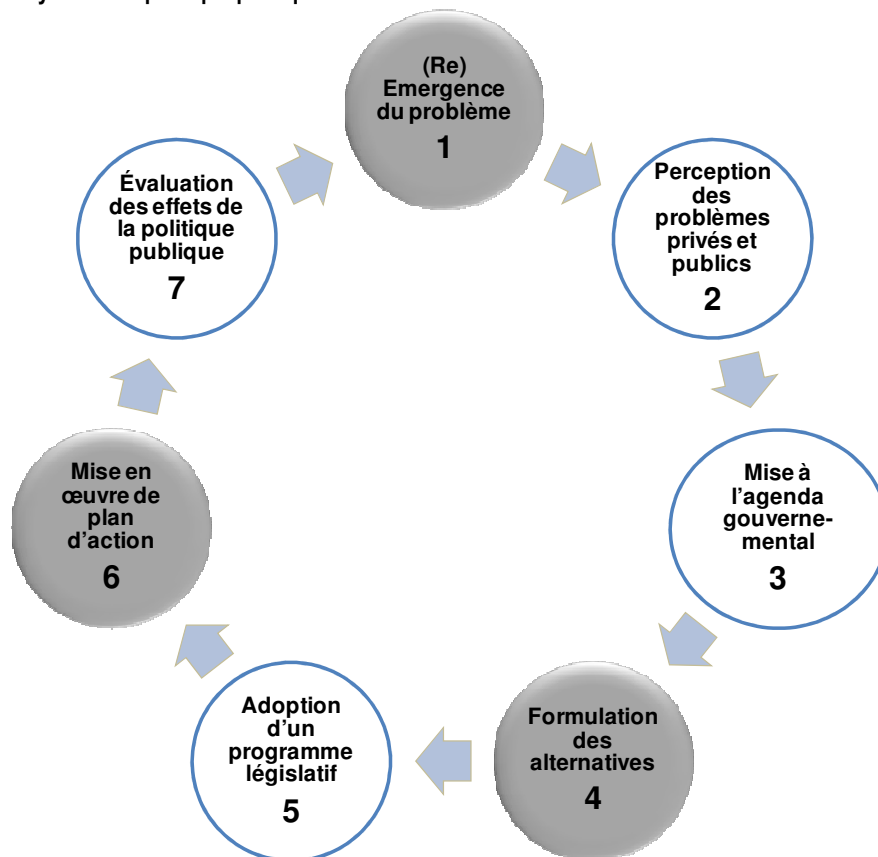 (Re)
Emergence
du problème
1
Perception
des
problèmes
privés et
publics
2
Mise à
l'agenda
gouverne-
mental
3
Formulation
des
alternatives
4
Adoption
d'un
programme
législatif
5
Mise en
œuvre de
plan
d'action
6
Évaluation
des effets de
la politique
publique
7